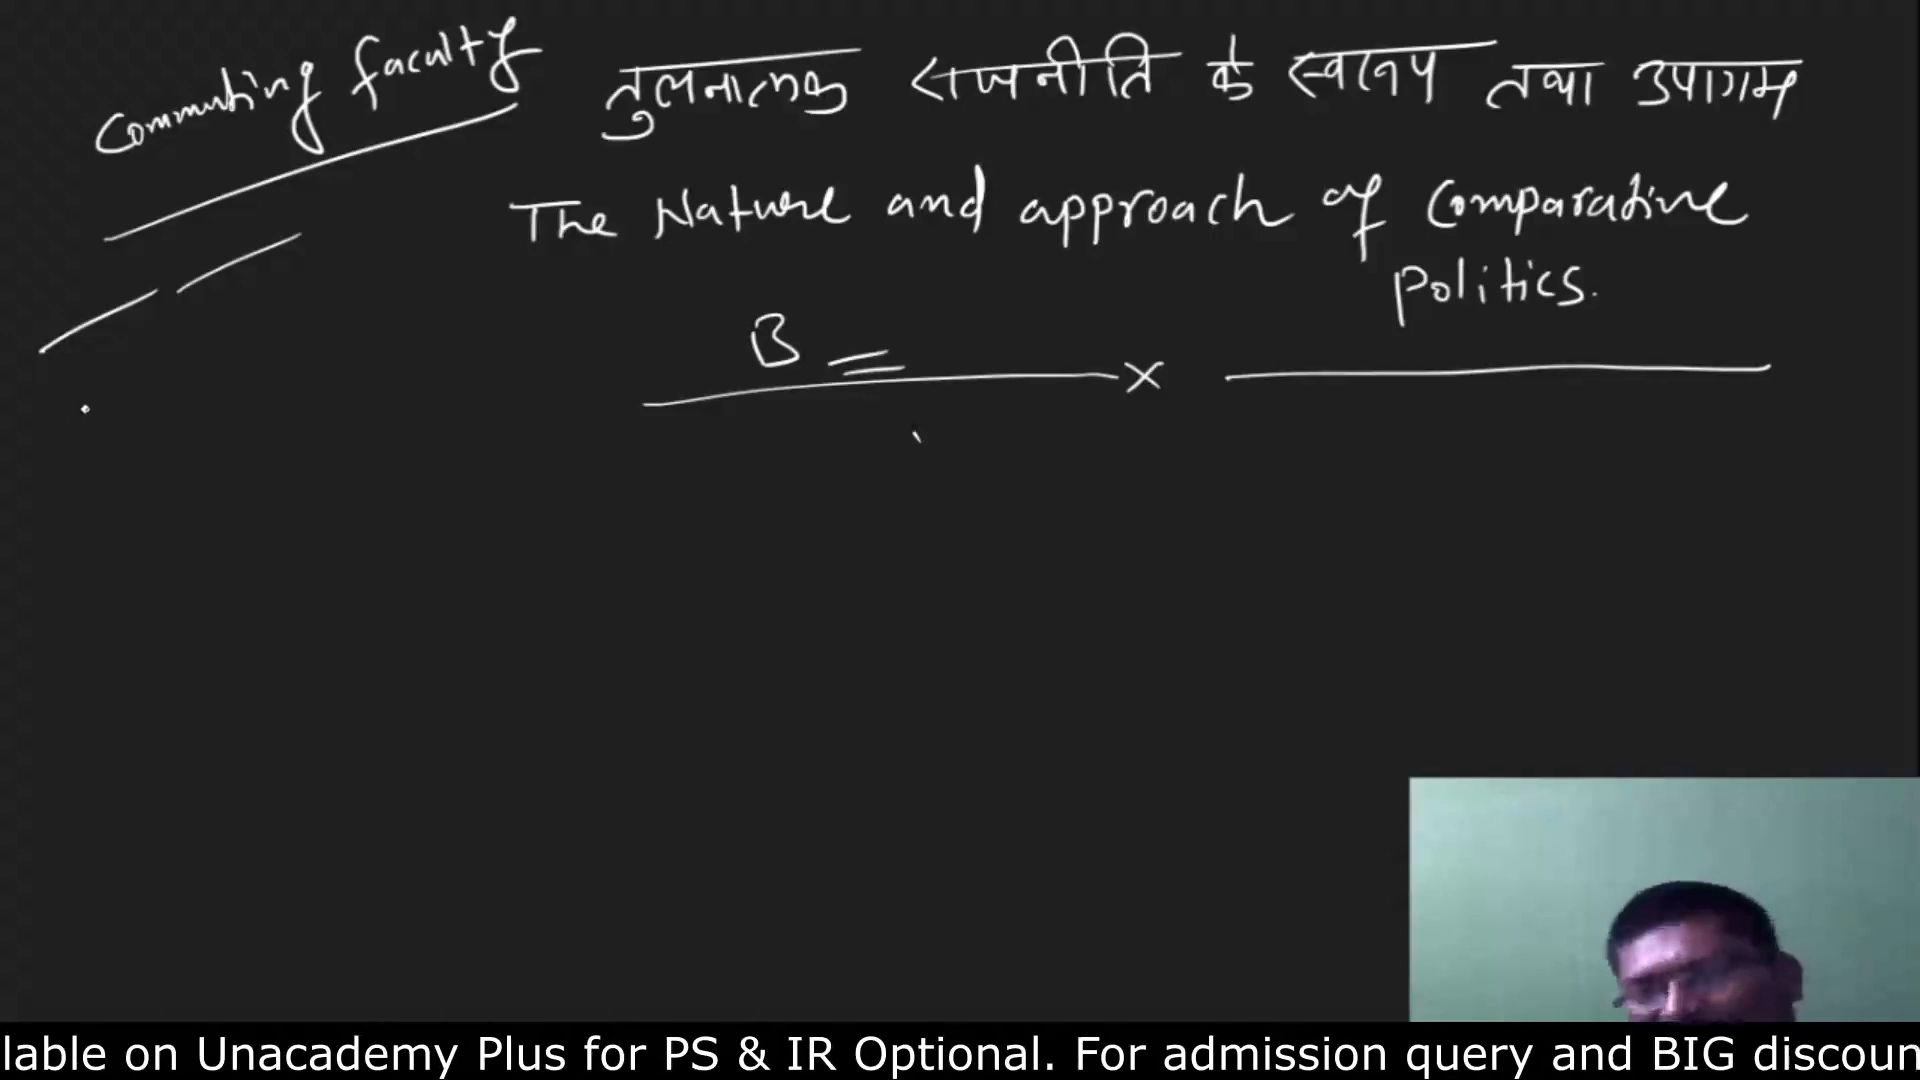 Commuting faculty
तुलनात्मक राजनीति के स्वरूप तथा उपागम
The Nature and approach of Comparative
politics.
B
lable on Unacademy Plus for PS & IR Optional. For admission query and BIG discoun